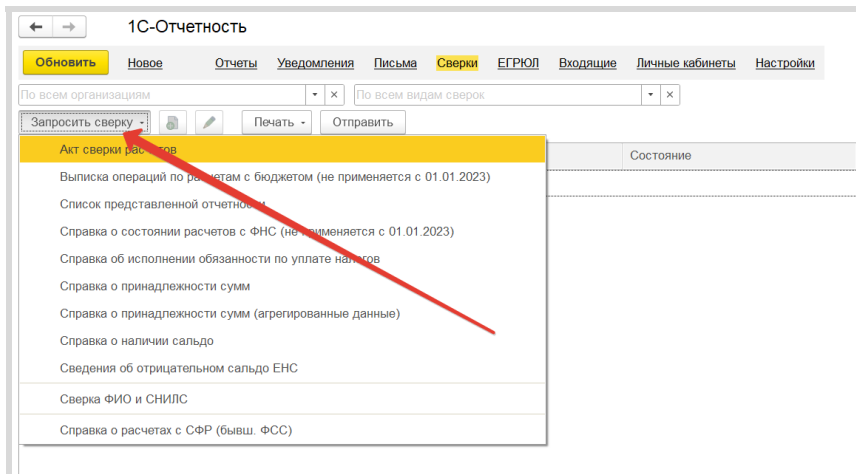 1С-Отчетность
Обновить Новое Отчеты Уведомления Письма Сверки ЕГРЮЛ Входящие Личные кабинеты Настройки
По всем организациям По всем видам сверок
Запросить сверку Печать Отправить
Акт сверки расчетов Состояние
Выписка операций по расчетам с бюджетом (не применяется с 01.01.2023)
Список представленной отчетности
Справка о состоянии расчетов с ФНС (не применяется с 01.01.2023)
Справка об исполнении обязанности по уплате налогов
Справка о принадлежности сумм
Справка о принадлежности сумм (агрегированные данные)
Справка о наличии сальдо
Сведения об отрицательном сальдо ЕНС
Сверка ФИО и СНИЛС
Справка о расчетах с СФР (бывш. ФСС)